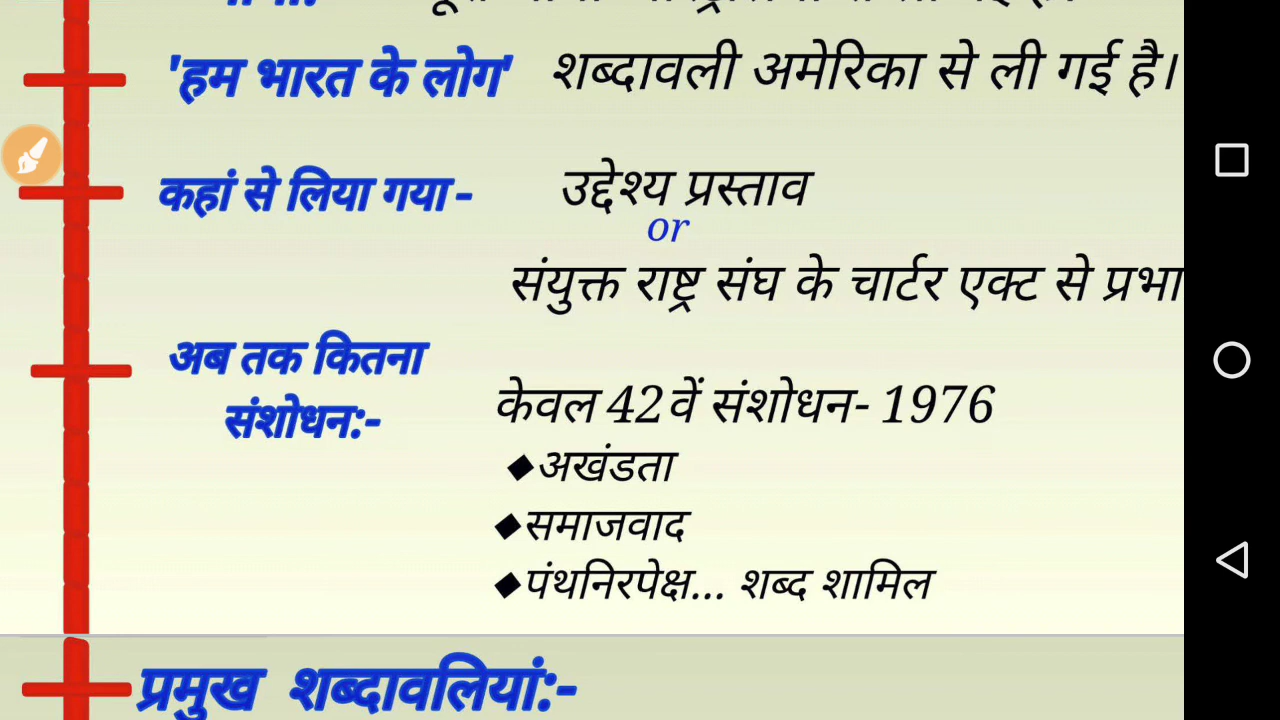 'हम भारत के लोग' शब्दावली अमेरिका से ली गई है।
कहां से लिया गया - उद्देश्य प्रस्ताव
or
संयुक्त राष्ट्र संघ के चार्टर एक्ट से
अब तक कितना
संशोधन:- केवल 42वें संशोधन- 1976
◆अखंडता
◆समाजवाद
◆पंथनिरपेक्ष... शब्द शामिल
प्रमुख शब्दावलियां:-